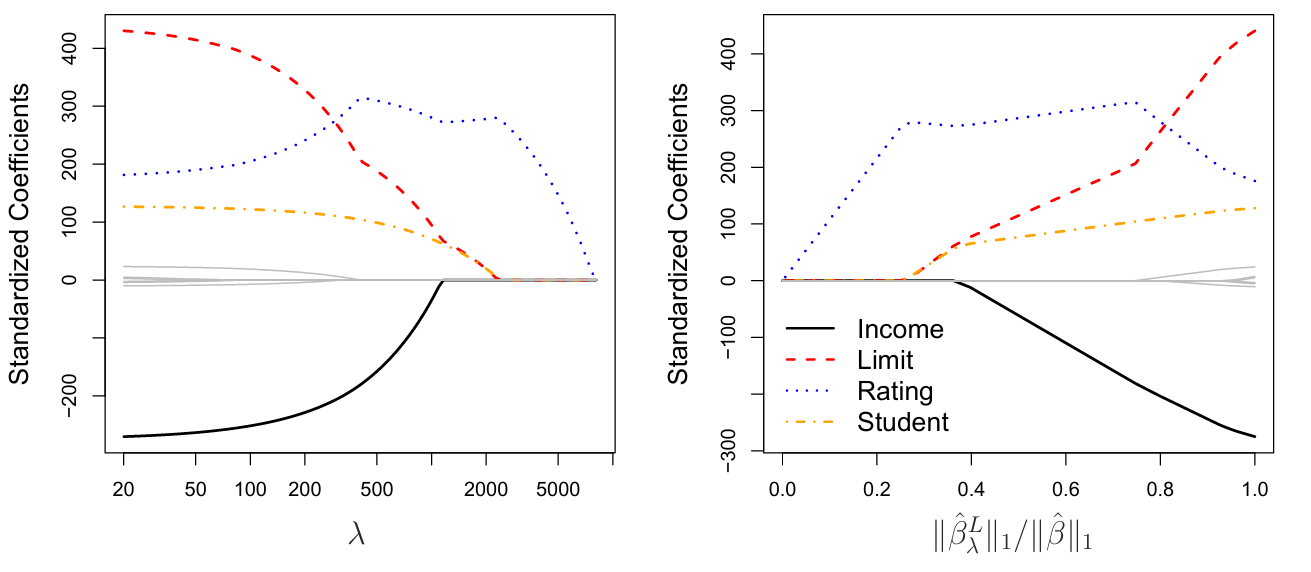 Standardized Coefficients
400
300
200
100
0
−200
20 50 100 200 500 2000 5000
λ
Standardized Coefficients
400
300
200
100
0
−100
−300
Income
Limit
Rating
Student
0.0 0.2 0.4 0.6 0.8 1.0
‖β̂λᴸ‖₁/‖β̂‖₁